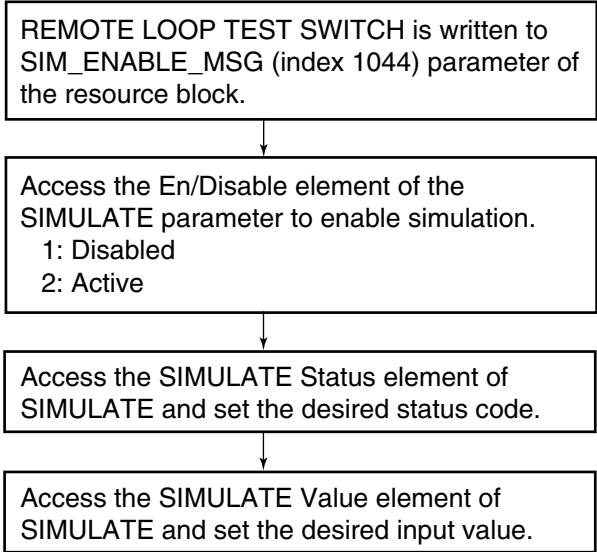 REMOTE LOOP TEST SWITCH is written to
SIM_ENABLE_MSG (index 1044) parameter of
the resource block.
Access the En/Disable element of the
SIMULATE parameter to enable simulation.
1: Disabled
2: Active
Access the SIMULATE Status element of
SIMULATE and set the desired status code.
Access the SIMULATE Value element of
SIMULATE and set the desired input value.